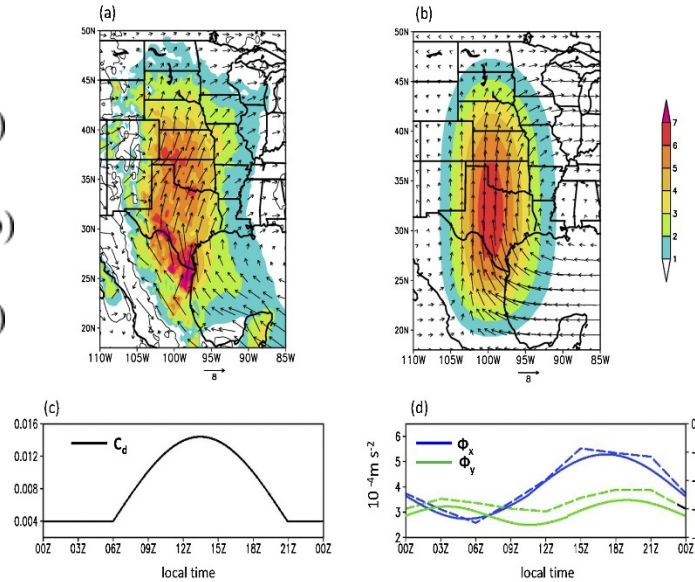 (a)
(b)
50N
45N
40N
35N
30N
25N
20N
110W 105W 100W 95W 90W 85W
8
50N
45N
40N
35N
30N
25N
20N
110W 105W 100W 95W 90W 85W
8
7
6
5
4
3
2
1
(c)
0.016
0.012
0.008
0.004
C_d
00Z 03Z 06Z 09Z 12Z 15Z 18Z 21Z 00Z
local time
(d)
10⁻⁴m s⁻²
6
5
4
3
2
Φ_x
Φ_y
00Z 03Z 06Z 09Z 12Z 15Z 18Z 21Z 00Z
local time